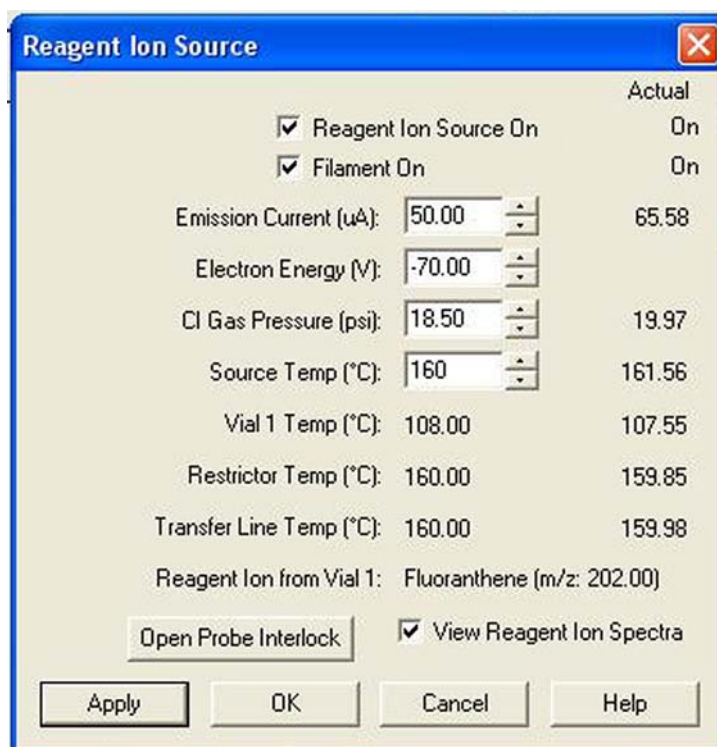 Reagent Ion Source
Actual
Reagent Ion Source On On
Filament On On
Emission Current (uA): 50.00 65.58
Electron Energy (V): -70.00
CI Gas Pressure (psi): 18.50 19.97
Source Temp (°C): 160 161.56
Vial 1 Temp (°C): 108.00 107.55
Restrictor Temp (°C): 160.00 159.85
Transfer Line Temp (°C): 160.00 159.98
Reagent Ion from Vial 1: Fluoranthene (m/z: 202.00)
Open Probe Interlock View Reagent Ion Spectra
Apply OK Cancel Help